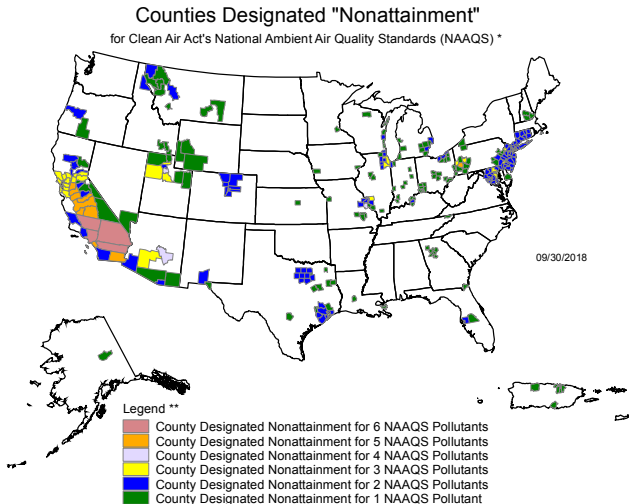 Counties Designated "Nonattainment"
for Clean Air Act's National Ambient Air Quality Standards (NAAQS) *
09/30/2018
Legend **
County Designated Nonattainment for 6 NAAQS Pollutants
County Designated Nonattainment for 5 NAAQS Pollutants
County Designated Nonattainment for 4 NAAQS Pollutants
County Designated Nonattainment for 3 NAAQS Pollutants
County Designated Nonattainment for 2 NAAQS Pollutants
County Designated Nonattainment for 1 NAAQS Pollutant